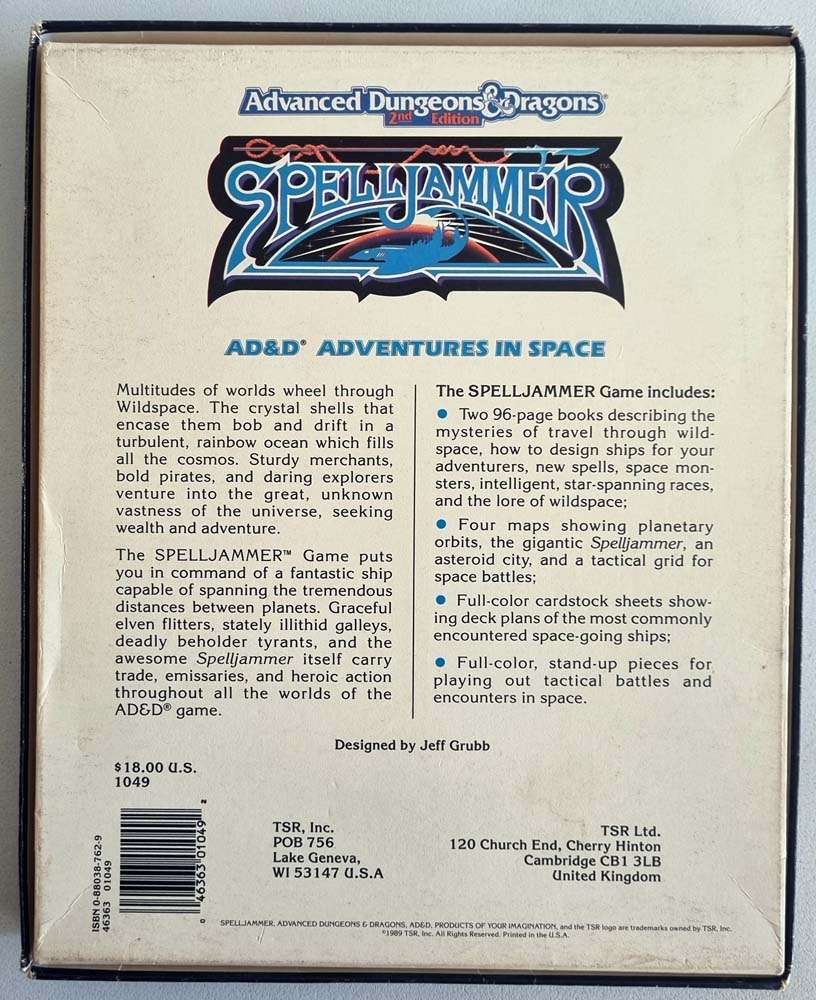 Advanced Dungeons & Dragons®
2nd Edition
SPELLJAMMER™
AD&D® ADVENTURES IN SPACE
Multitudes of worlds wheel through
Wildspace. The crystal shells that
encase them bob and drift in a
turbulent, rainbow ocean which fills
all the cosmos. Sturdy merchants,
bold pirates, and daring explorers
venture into the great, unknown
vastness of the universe, seeking
wealth and adventure.
The SPELLJAMMER™ Game puts
you in command of a fantastic ship
capable of spanning the tremendous
distances between planets. Graceful
elven flitters, stately illithid galleys,
deadly beholder tyrants, and the
awesome Spelljammer itself carry
trade, emissaries, and heroic action
throughout all the worlds of the
AD&D® game.
The SPELLJAMMER Game includes:
• Two 96-page books describing the
mysteries of travel through wild-
space, how to design ships for your
adventurers, new spells, space mon-
sters, intelligent, star-spanning races,
and the lore of wildspace;
• Four maps showing planetary
orbits, the gigantic Spelljammer, an
asteroid city, and a tactical grid for
space battles;
• Full-color cardstock sheets show-
ing deck plans of the most commonly
encountered space-going ships;
• Full-color, stand-up pieces for
playing out tactical battles and
encounters in space.
Designed by Jeff Grubb
$18.00 U.S.
1049
ISBN 0-88038-762-9
46363 01049
0 46363 01049 2
TSR, Inc.
POB 756
Lake Geneva,
WI 53147 U.S.A
TSR Ltd.
120 Church End, Cherry Hinton
Cambridge CB1 3LB
United Kingdom
SPELLJAMMER, ADVANCED DUNGEONS & DRAGONS, AD&D, PRODUCTS OF YOUR IMAGINATION, and the TSR logo are trademarks owned by TSR, Inc.
©1989 TSR, Inc. All Rights Reserved. Printed in the U.S.A.